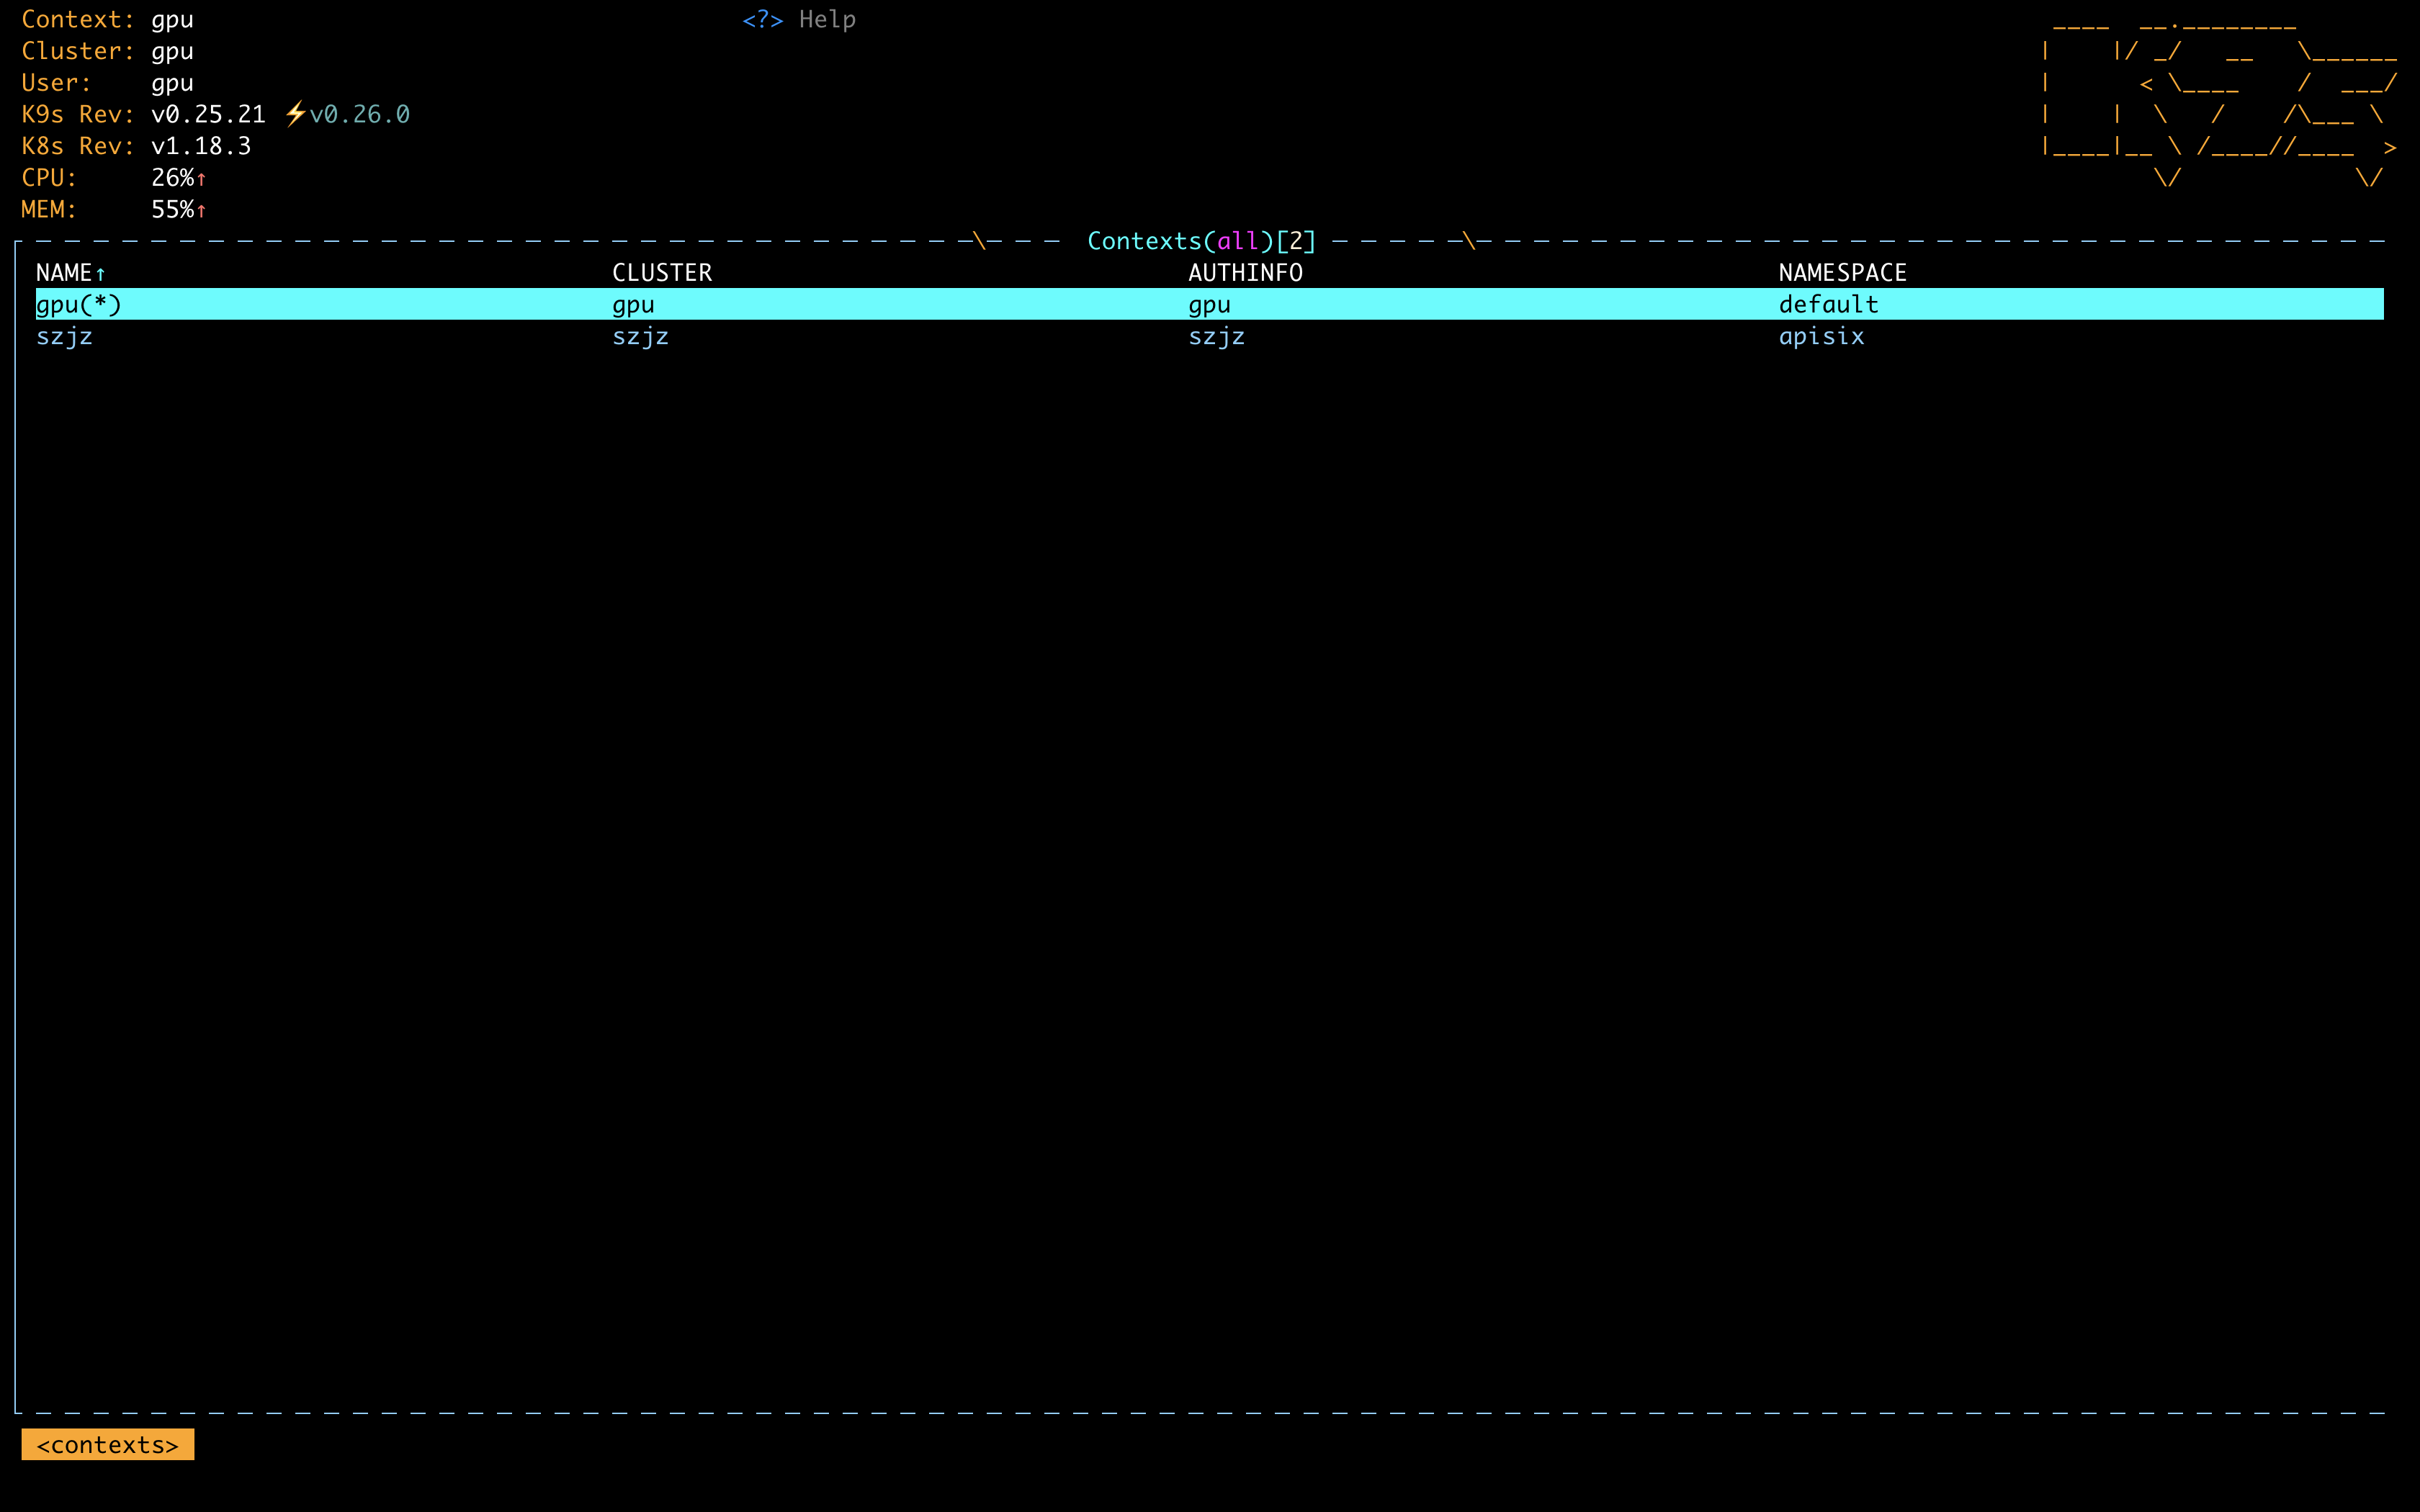 Context: gpu
<?> Help
Cluster: gpu
User: gpu
K9s Rev: v0.25.21 ⚡v0.26.0
K8s Rev: v1.18.3
CPU: 26%↑
MEM: 55%↑
Contexts(all)[2]
NAME↑ CLUSTER AUTHINFO NAMESPACE
gpu(*) gpu gpu default
szjz szjz szjz apisix
<contexts>